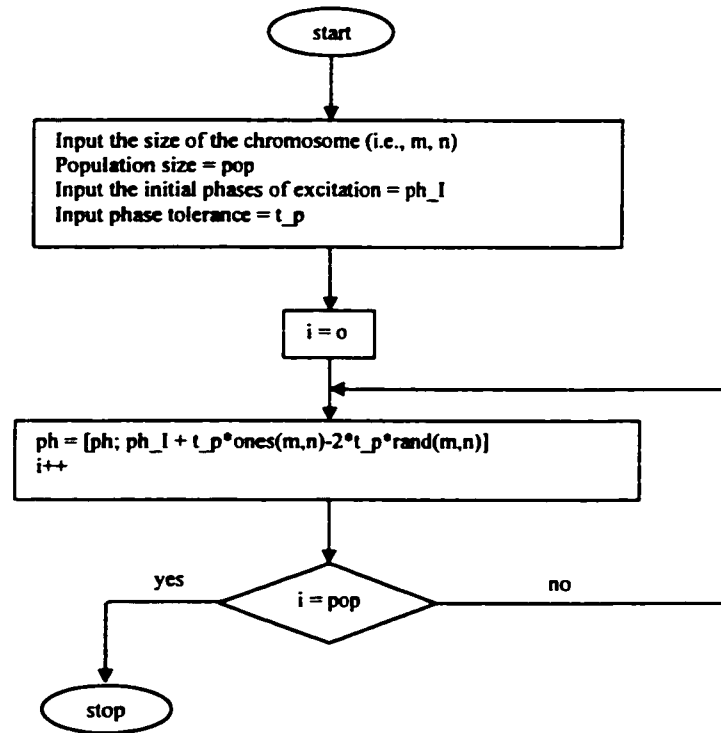 start
Input the size of the chromosome (i.e., m, n)
Population size = pop
Input the initial phases of excitation = ph_I
Input phase tolerance = t_p
i = o
ph = [ph; ph_I + t_p*ones(m,n)-2*t_p*rand(m,n)]
i++
yes
i = pop
no
stop